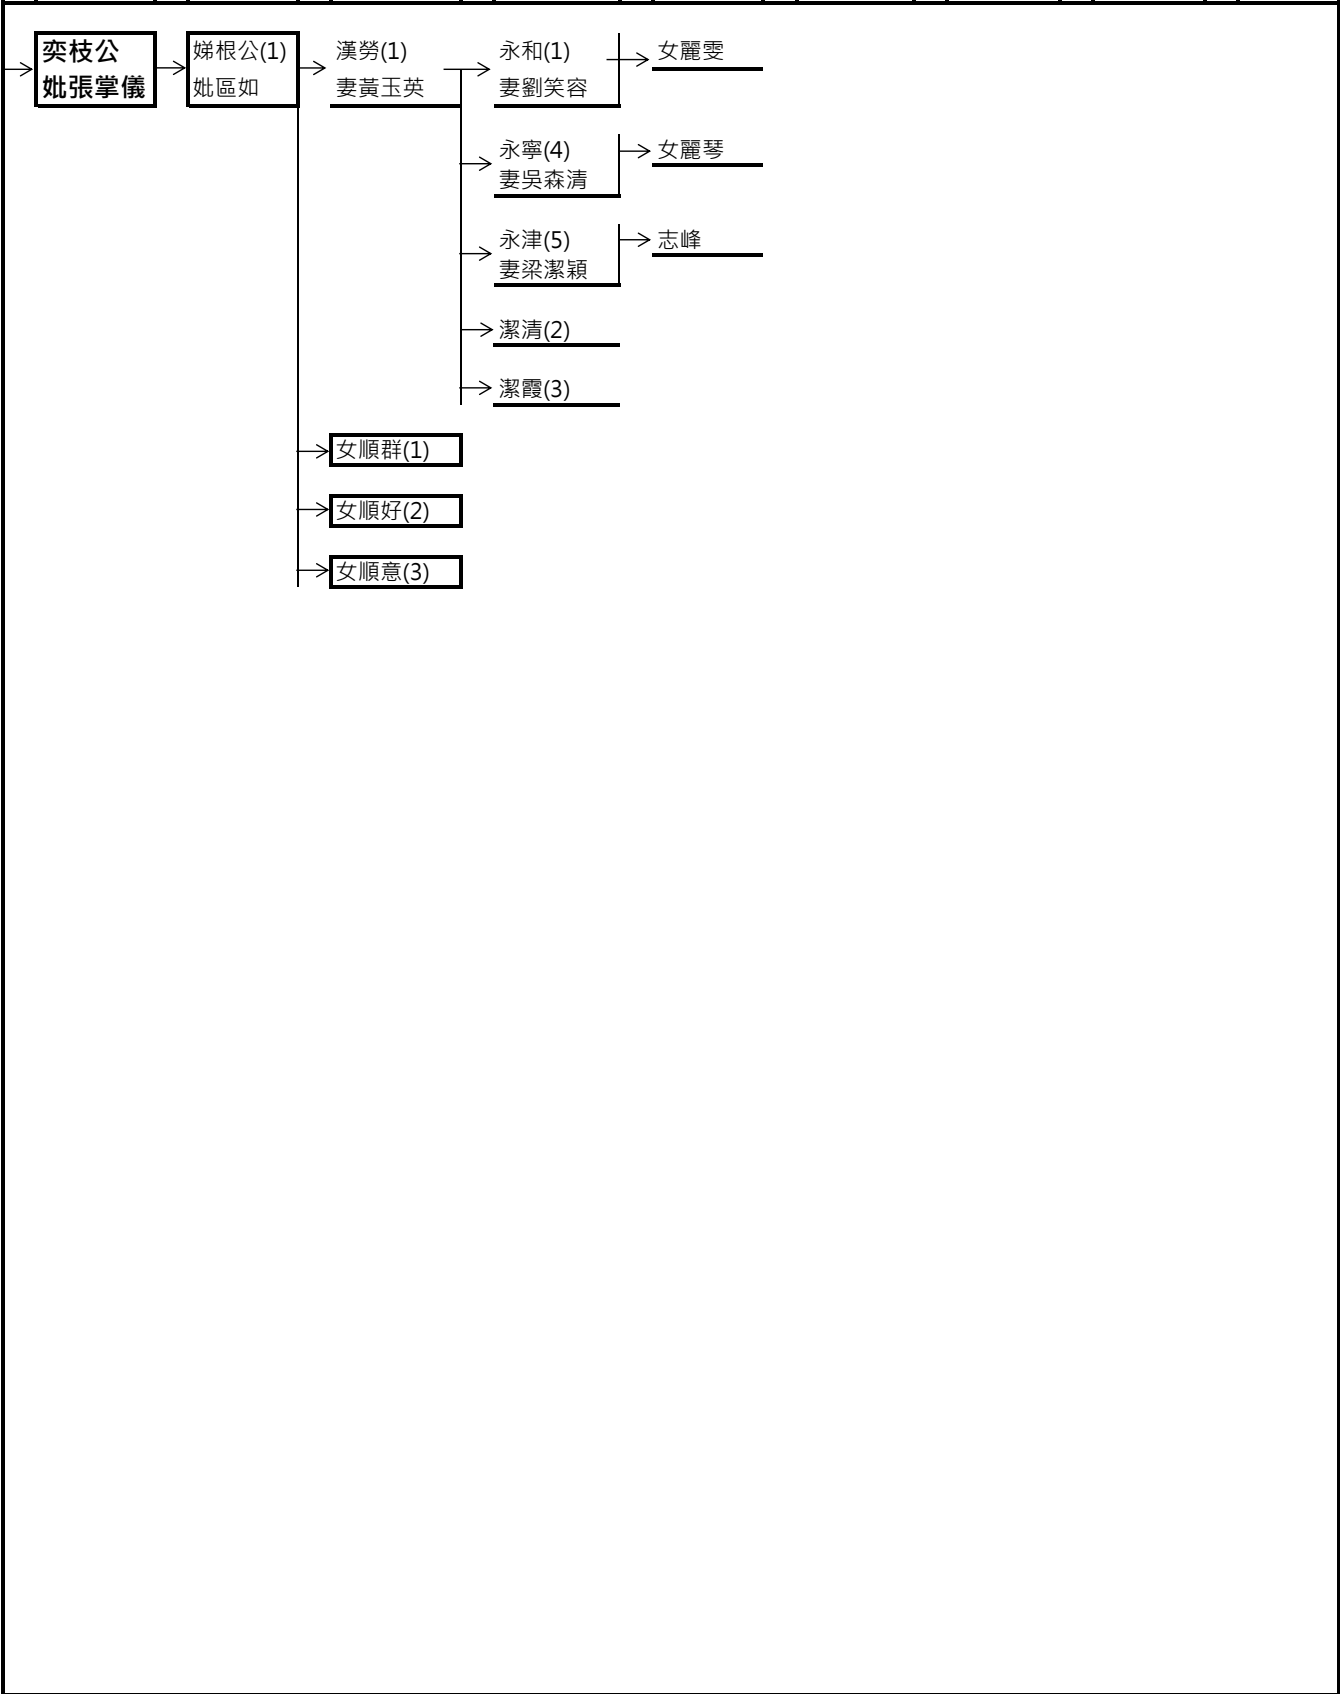 奕枝公
妣張掌儀
娣根公(1)
妣區如
漢勞(1)
妻黃玉英
永和(1)
妻劉笑容
女麗雯
永寧(4)
妻吳森清
女麗琴
永津(5)
妻梁潔穎
志峰
潔清(2)
潔霞(3)
女順群(1)
女順好(2)
女順意(3)